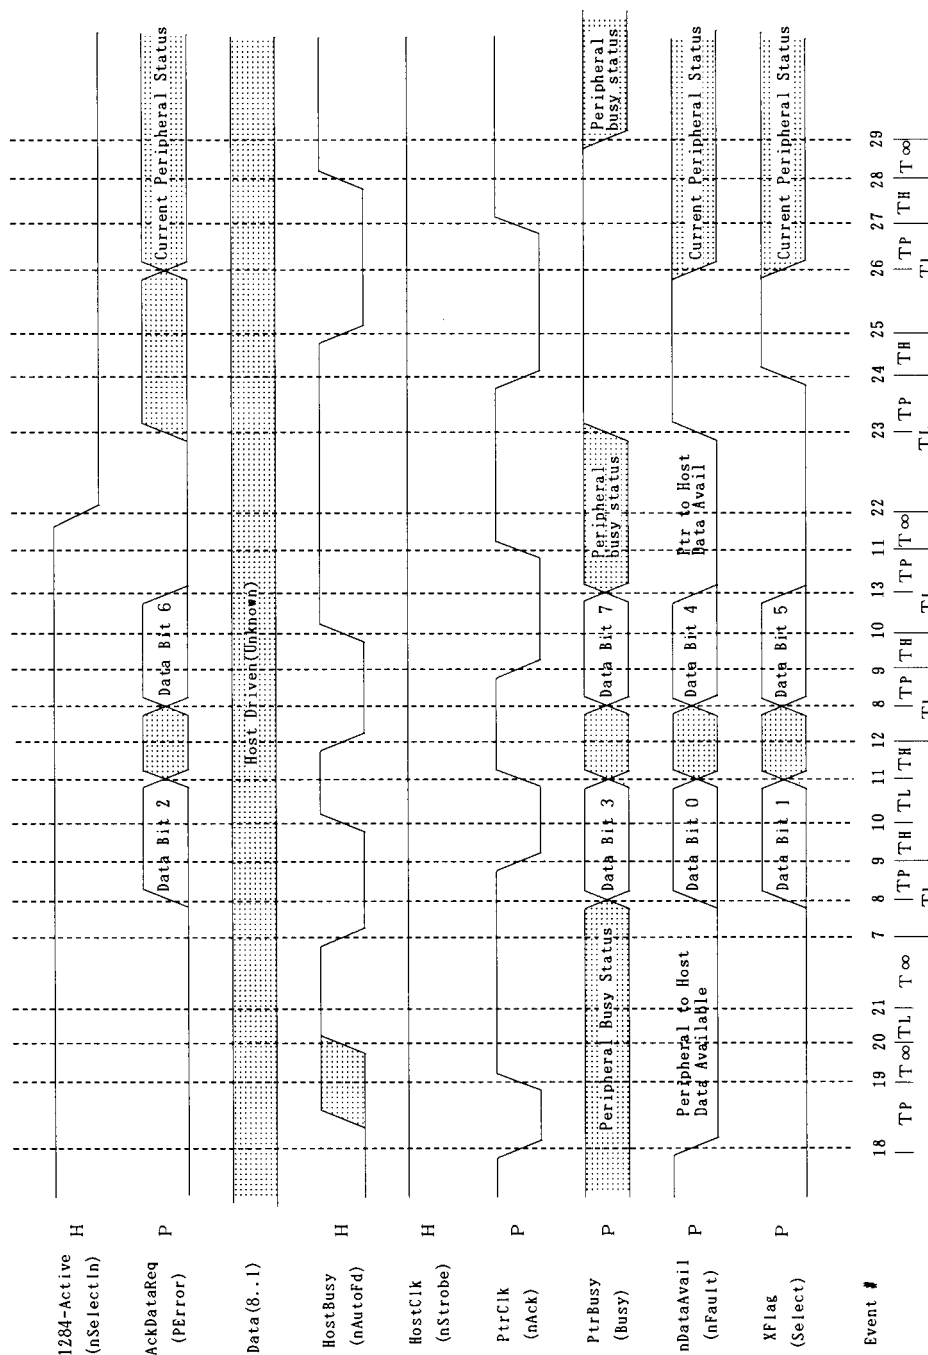 1284-Active
(nSelectIn)
H
AckDataReq
(PError)
P
Data Bit 2
Data Bit 6
Current Peripheral Status
Data(8..1)
Host Driven(Unknown)
HostBusy
(nAutoFd)
H
HostClk
(nStrobe)
H
PtrClk
(nAck)
P
PtrBusy
(Busy)
P
Peripheral Busy Status
Data Bit 3
Data Bit 7
Peripheral
busy status
Peripheral
busy status
nDataAvail
(nFault)
P
Peripheral to Host
Data Available
Data Bit 0
Data Bit 4
Ptr to Host
Data Avail
Current Peripheral Status
XFlag
(Select)
P
Data Bit 1
Data Bit 5
Current Peripheral Status
Event #
18 19 20 21 7 8 9 10 11 12 8 9 10 13 11 22 23 24 25 26 27 28 29
| TP |T∞|TL| T∞ |TP|TH|TL|TH |TP|TH |TP|T∞ |TP|TH |TP|TH|T∞